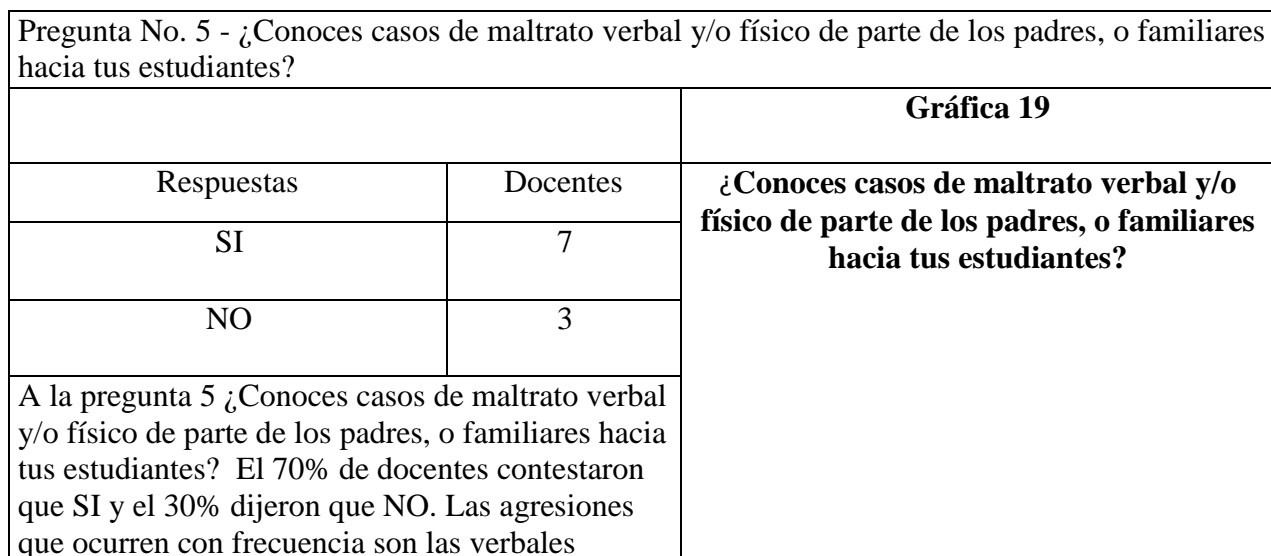 Pregunta No. 5 - ¿Conoces casos de maltrato verbal y/o físico de parte de los padres, o familiares
hacia tus estudiantes?
Gráfica 19
Respuestas Docentes
SI 7
NO 3
A la pregunta 5 ¿Conoces casos de maltrato verbal
y/o físico de parte de los padres, o familiares hacia
tus estudiantes? El 70% de docentes contestaron
que SI y el 30% dijeron que NO. Las agresiones
que ocurren con frecuencia son las verbales
¿Conoces casos de maltrato verbal y/o
físico de parte de los padres, o familiares
hacia tus estudiantes?